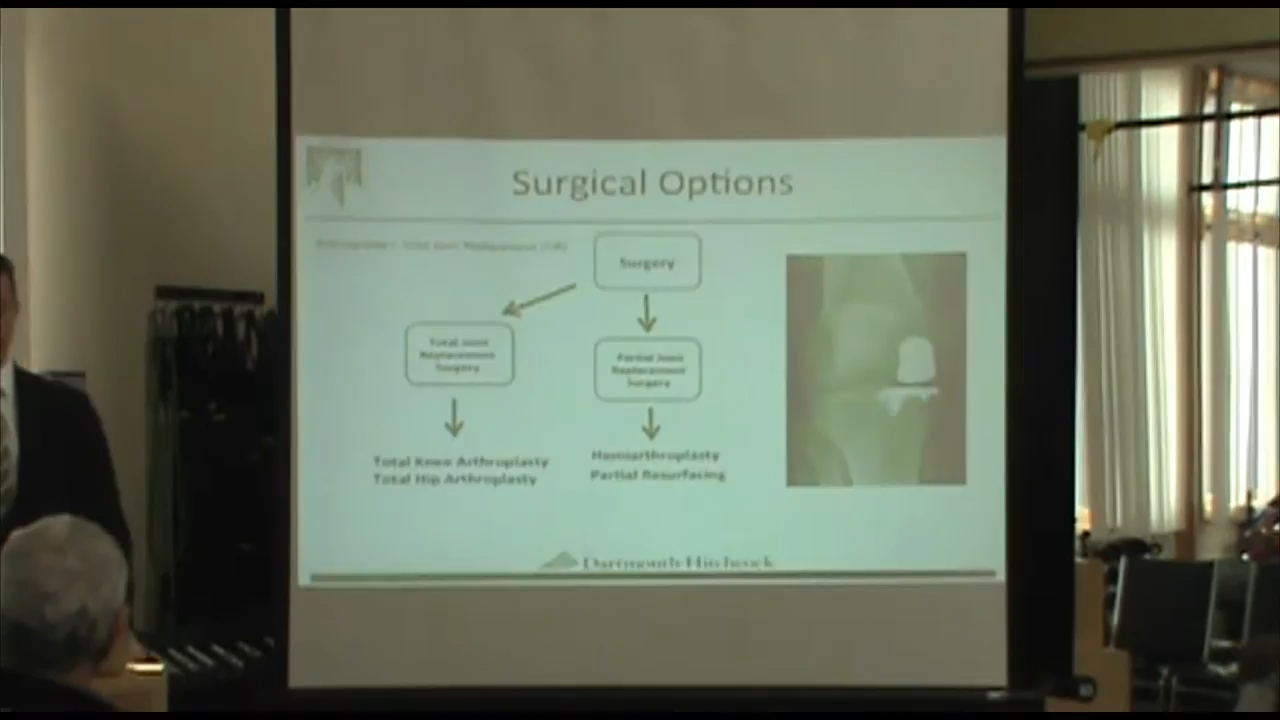 Surgical Options
Surgery
Total Joint
Replacement
Surgery
Partial Joint
Replacement
Surgery
Total Knee Arthroplasty
Total Hip Arthroplasty
Hemiarthroplasty
Partial Resurfacing
Dartmouth-Hitchcock